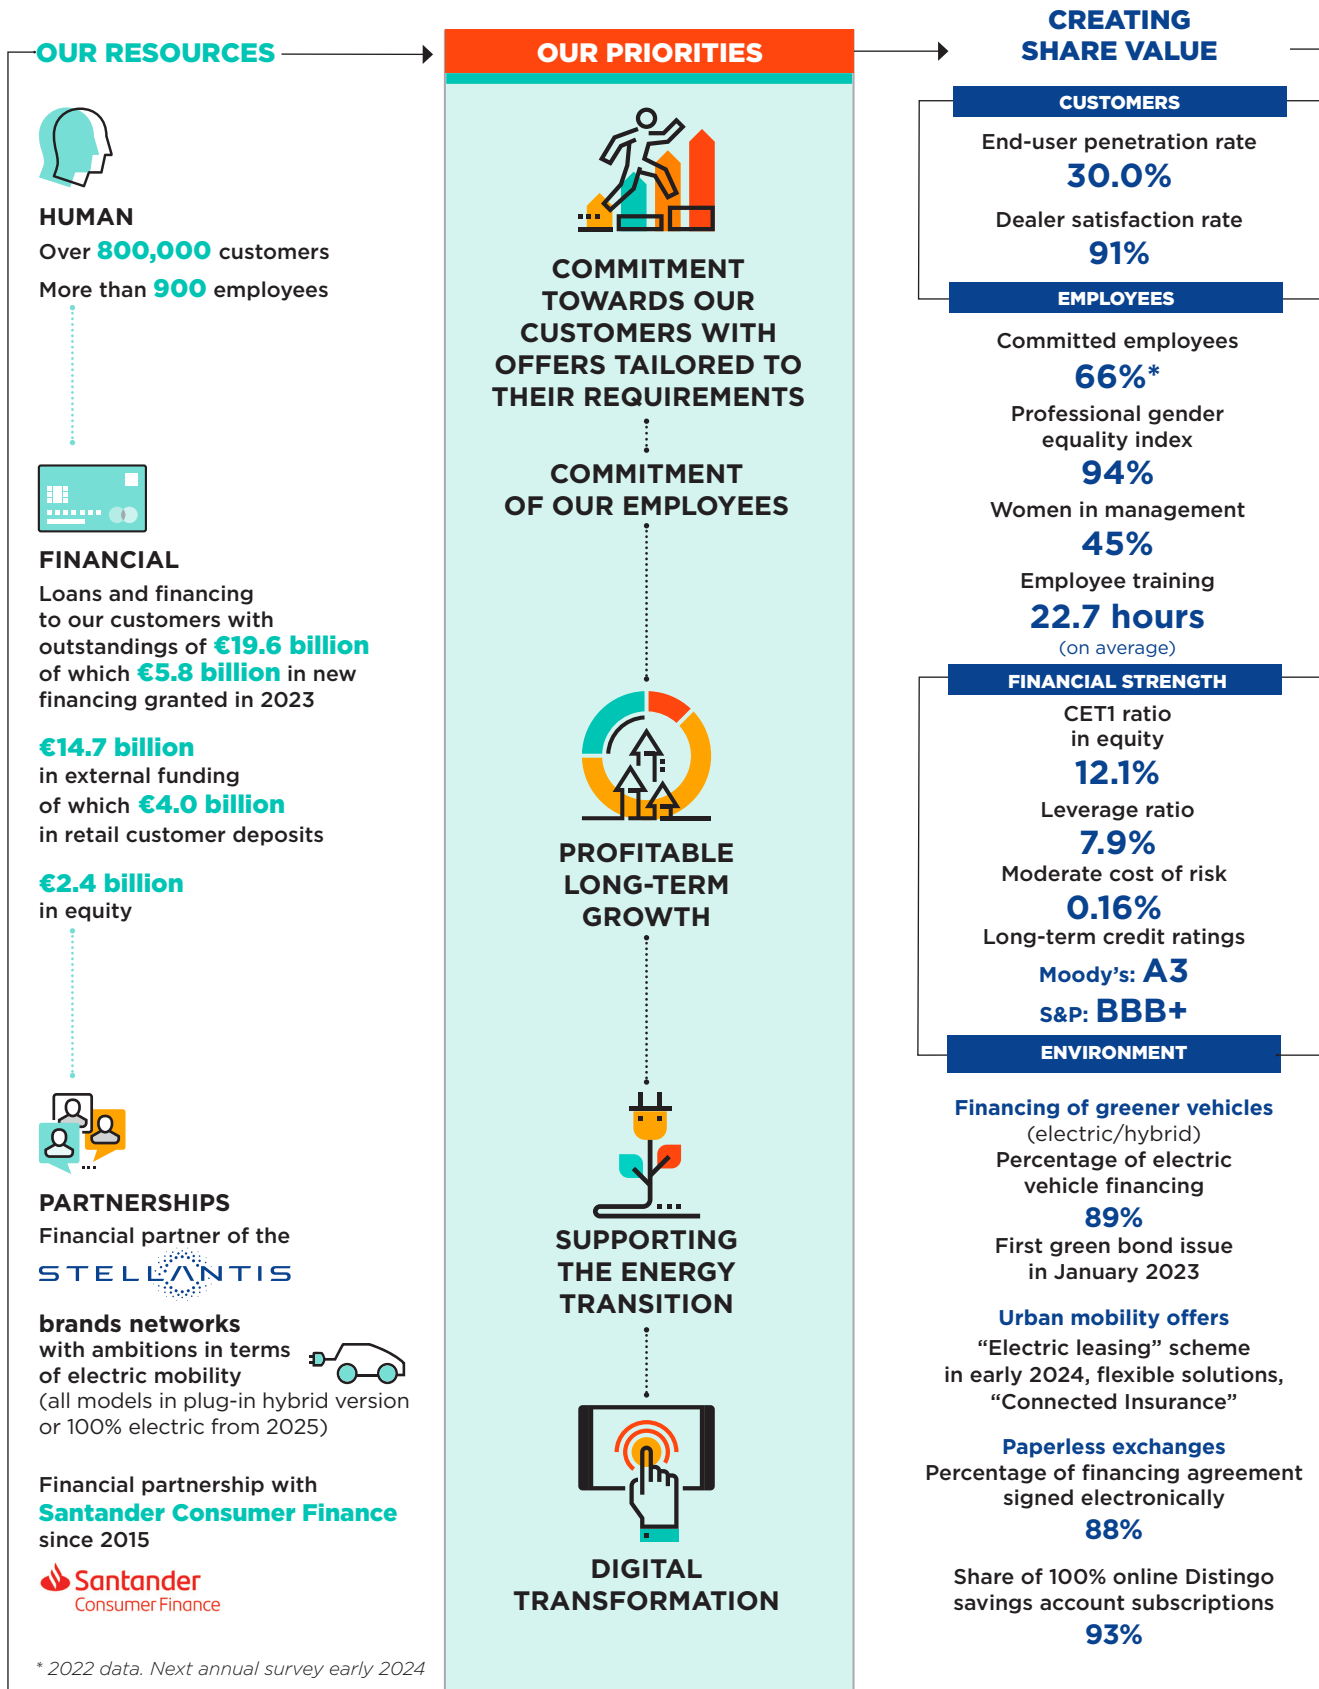 OUR RESOURCES
HUMAN
Over 800,000 customers
More than 900 employees
FINANCIAL
Loans and financing
to our customers with
outstandings of €19.6 billion
of which €5.8 billion in new
financing granted in 2023
€14.7 billion
in external funding
of which €4.0 billion
in retail customer deposits
€2.4 billion
in equity
PARTNERSHIPS
Financial partner of the
STELLANTIS
brands networks
with ambitions in terms
of electric mobility
(all models in plug-in hybrid version
or 100% electric from 2025)
Financial partnership with
Santander Consumer Finance
since 2015
Santander
Consumer Finance
* 2022 data. Next annual survey early 2024
OUR PRIORITIES
COMMITMENT
TOWARDS OUR
CUSTOMERS WITH
OFFERS TAILORED TO
THEIR REQUIREMENTS
COMMITMENT
OF OUR EMPLOYEES
PROFITABLE
LONG-TERM
GROWTH
SUPPORTING
THE ENERGY
TRANSITION
DIGITAL
TRANSFORMATION
CREATING
SHARE VALUE
CUSTOMERS
End-user penetration rate
30.0%
Dealer satisfaction rate
91%
EMPLOYEES
Committed employees
66%*
Professional gender
equality index
94%
Women in management
45%
Employee training
22.7 hours
(on average)
FINANCIAL STRENGTH
CET1 ratio
in equity
12.1%
Leverage ratio
7.9%
Moderate cost of risk
0.16%
Long-term credit ratings
Moody's: A3
S&P: BBB+
ENVIRONMENT
Financing of greener vehicles
(electric/hybrid)
Percentage of electric
vehicle financing
89%
First green bond issue
in January 2023
Urban mobility offers
“Electric leasing” scheme
in early 2024, flexible solutions,
“Connected Insurance”
Paperless exchanges
Percentage of financing agreement
signed electronically
88%
Share of 100% online Distingo
savings account subscriptions
93%